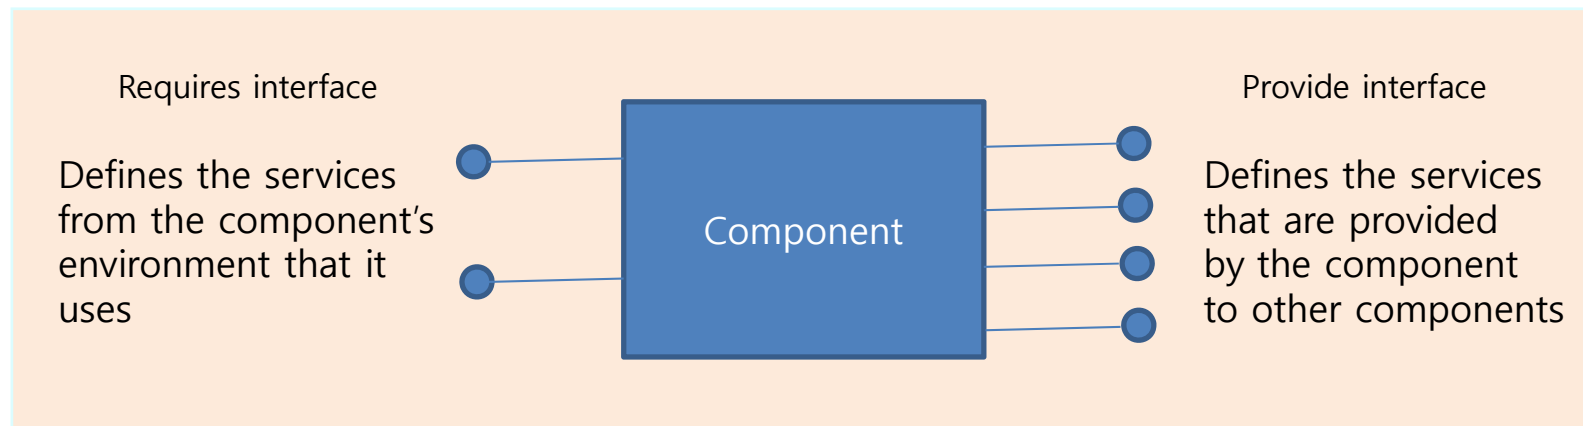 Requires interface
Defines the services
from the component's
environment that it
uses
Component
Provide interface
Defines the services
that are provided
by the component
to other components